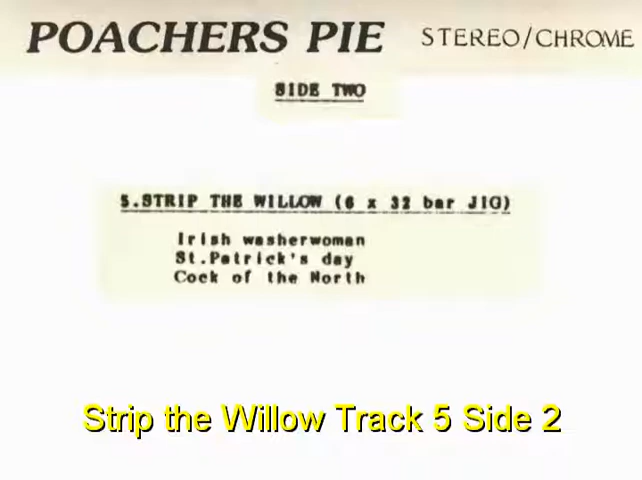 POACHERS PIE STEREO/CHROME
SIDE TWO
5.STRIP THE WILLOW (6 x 32 bar JIG)
Irish washerwoman
St.Patrick's day
Cock of the North
Strip the Willow Track 5 Side 2